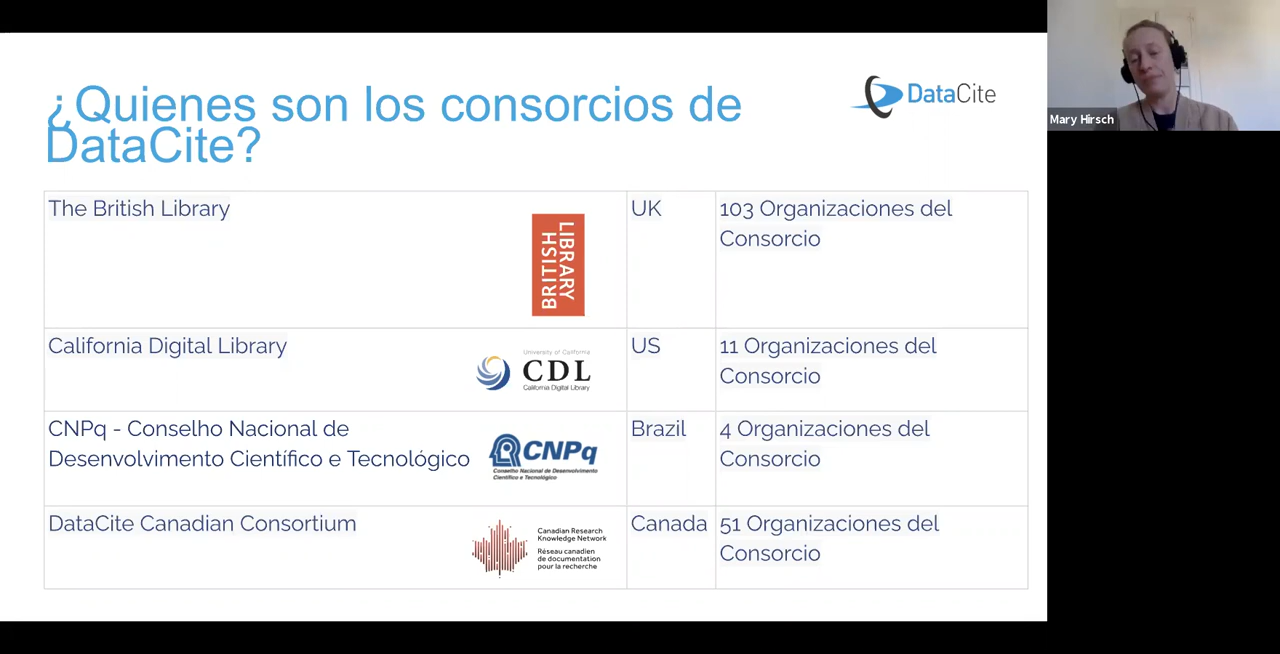 ¿Quienes son los consorcios de
DataCite?
DataCite
Mary Hirsch
The British Library
LIBRARY
BRITISH
UK
103 Organizaciones del
Consorcio
California Digital Library
University of California
CDL
California Digital Library
US
11 Organizaciones del
Consorcio
CNPq - Conselho Nacional de
Desenvolvimento Científico e Tecnológico
CNPq
Conselho Nacional de Desenvolvimento
Científico e Tecnológico
Brazil
4 Organizaciones del
Consorcio
DataCite Canadian Consortium
Canadian Research
Knowledge Network
Réseau canadien
de documentation
pour la recherche
Canada
51 Organizaciones del
Consorcio